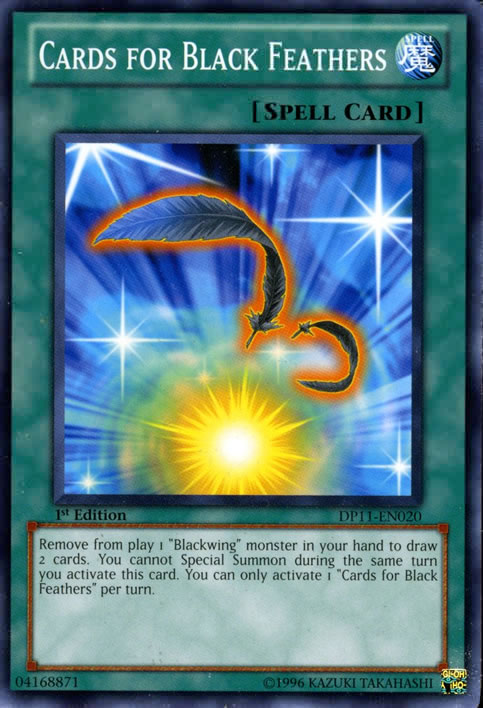 CARDS FOR BLACK FEATHERS
SPELL
魔
[SPELL CARD]
1st Edition
DP11-EN020
Remove from play 1 "Blackwing" monster in your hand to draw
2 cards. You cannot Special Summon during the same turn
you activate this card. You can only activate 1 "Cards for Black
Feathers" per turn.
04168871
©1996 KAZUKI TAKAHASHI